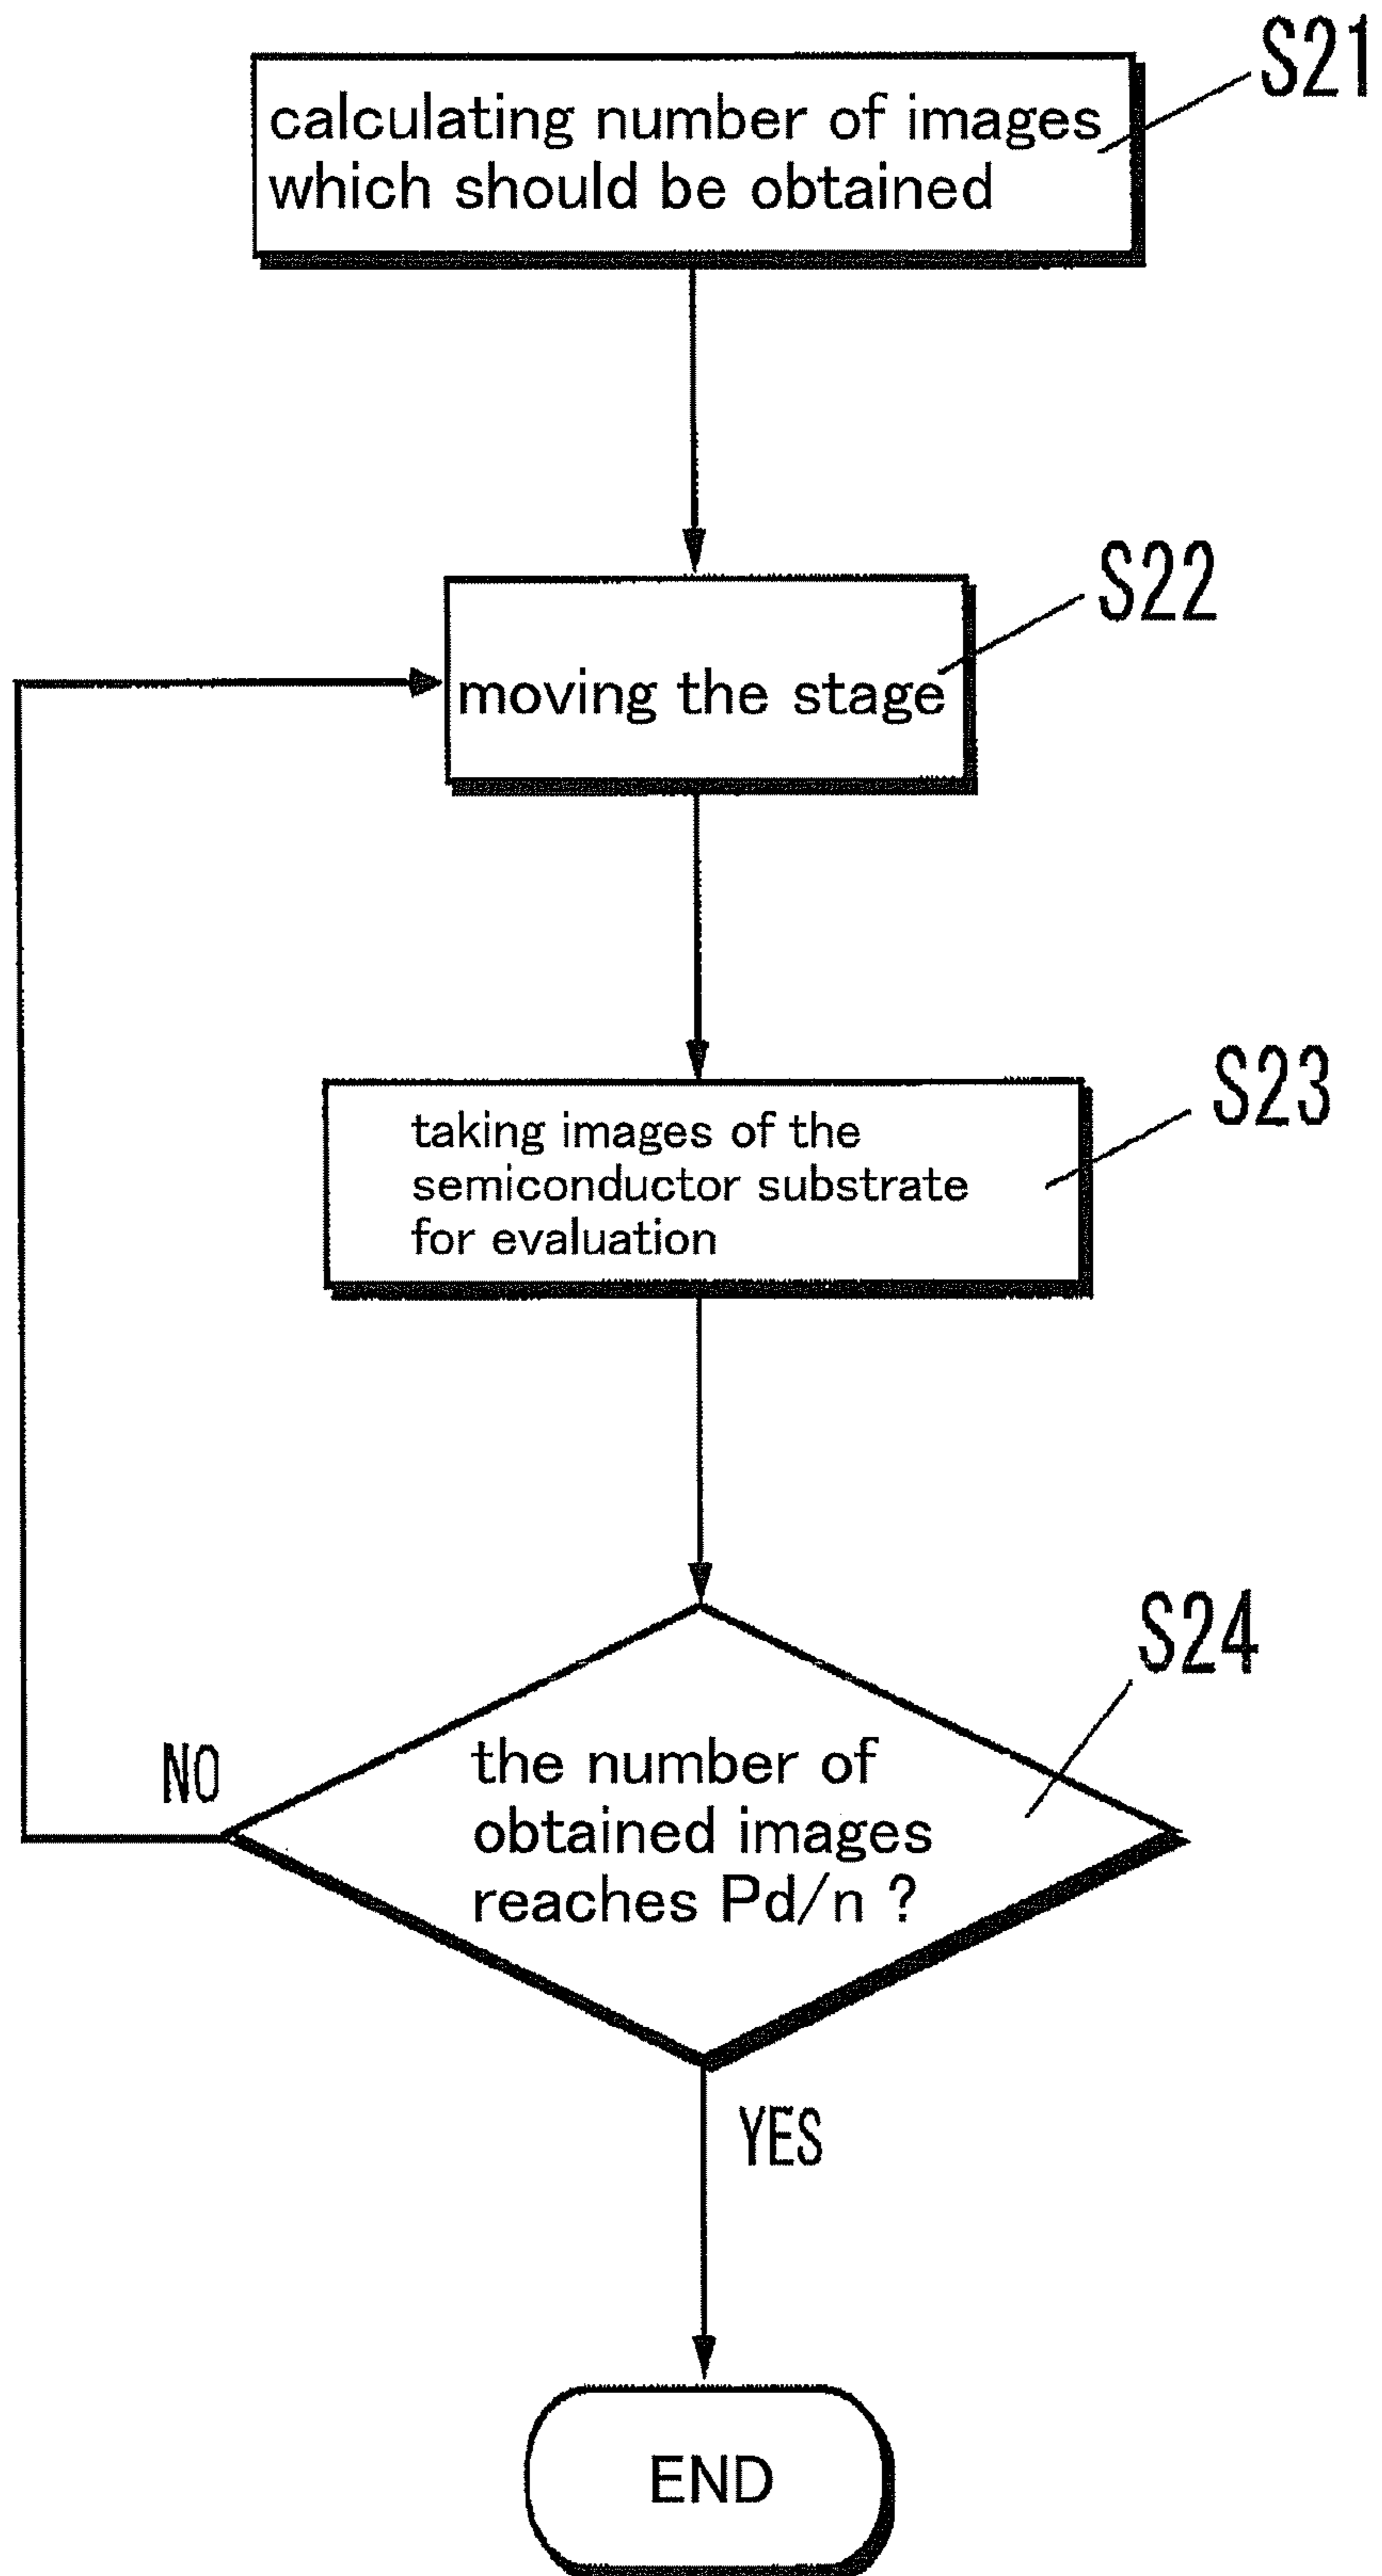 S21
calculating number of images
which should be obtained
S22
moving the stage
S23
taking images of the
semiconductor substrate
for evaluation
S24
NO
the number of
obtained images
reaches Pd/n ?
YES
END